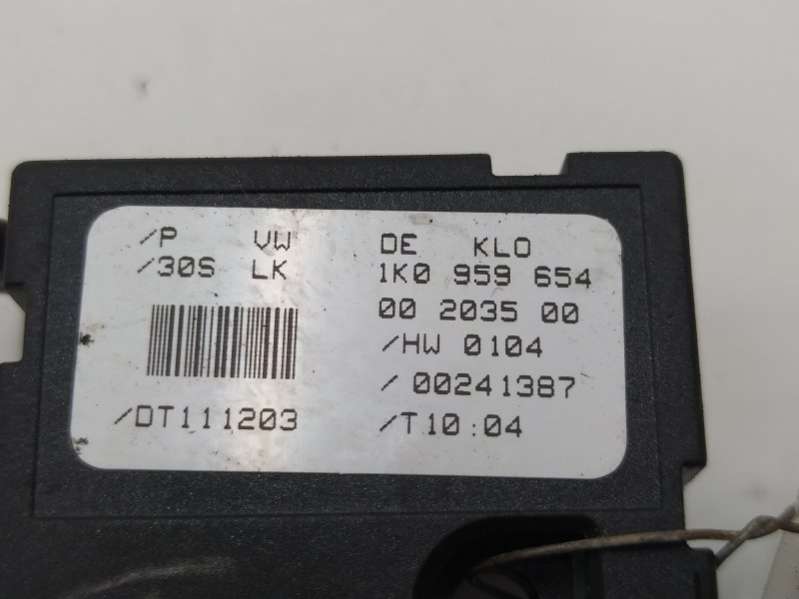 /P VW DE KLO
/30S LK 1K0 959 654
00 2035 00
/HW 0104
/00241387
/DT111203 /T10:04